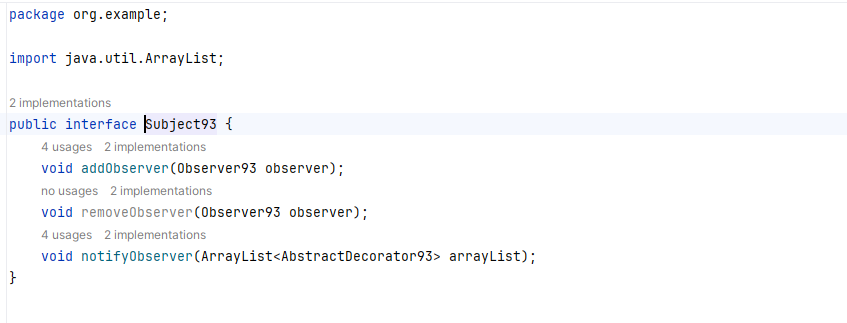 package org.example;
import java.util.ArrayList;
2 implementations
public interface Subject93 {
4 usages 2 implementations
void addObserver(Observer93 observer);
no usages 2 implementations
void removeObserver(Observer93 observer);
4 usages 2 implementations
void notifyObserver(ArrayList<AbstractDecorator93> arrayList);
}